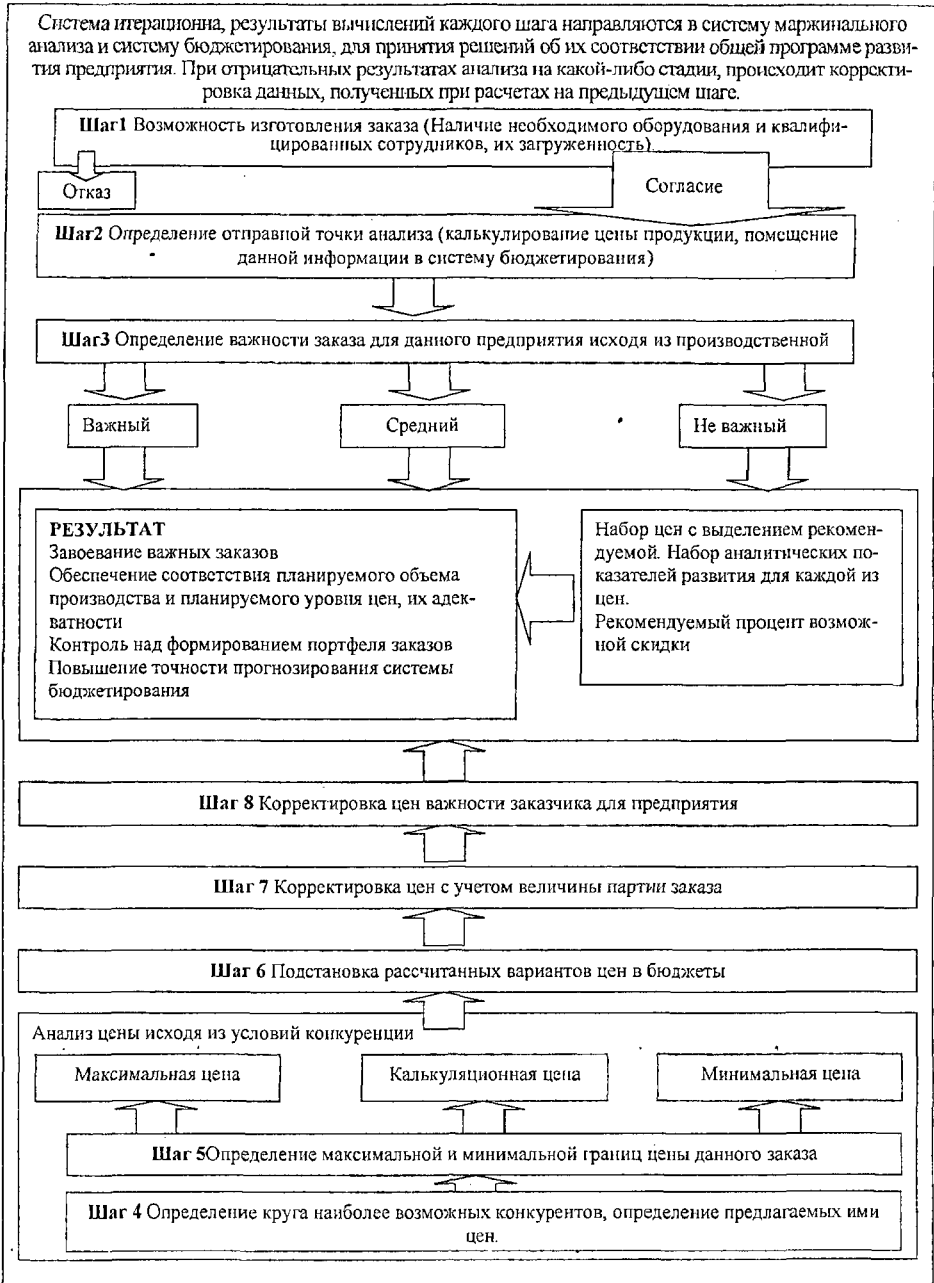 Система итерационна, результаты вычислений каждого шага направляются в систему маржинального
анализа и систему бюджетирования, для принятия решений об их соответствии общей программе разви-
тия предприятия. При отрицательных результатах анализа на какой-либо стадии, происходит корректи-
ровка данных, полученных при расчетах на предыдущем шаге.
Шаг1 Возможность изготовления заказа (Наличие необходимого оборудования и квалифи-
цированных сотрудников, их загруженность)
Отказ
Согласие
Шаг2 Определение отправной точки анализа (калькулирование цены продукции, помещение
данной информации в систему бюджетирования)
Шаг3 Определение важности заказа для данного предприятия исходя из производственной
Важный
Средний
Не важный
РЕЗУЛЬТАТ
Завоевание важных заказов
Обеспечение соответствия планируемого объема
производства и планируемого уровня цен, их адек-
ватности
Контроль над формированием портфеля заказов
Повышение точности прогнозирования системы
бюджетирования
Набор цен с выделением рекомен-
дуемой. Набор аналитических по-
казателей развития для каждой из
цен.
Рекомендуемый процент возмож-
ной скидки
Шаг 8 Корректировка цен важности заказчика для предприятия
Шаг 7 Корректировка цен с учетом величины партии заказа
Шаг 6 Подстановка рассчитанных вариантов цен в бюджеты
Анализ цены исходя из условий конкуренции
Максимальная цена
Калькуляционная цена
Минимальная цена
Шаг 5Определение максимальной и минимальной границ цены данного заказа
Шаг 4 Определение круга наиболее возможных конкурентов, определение предлагаемых ими
цен.